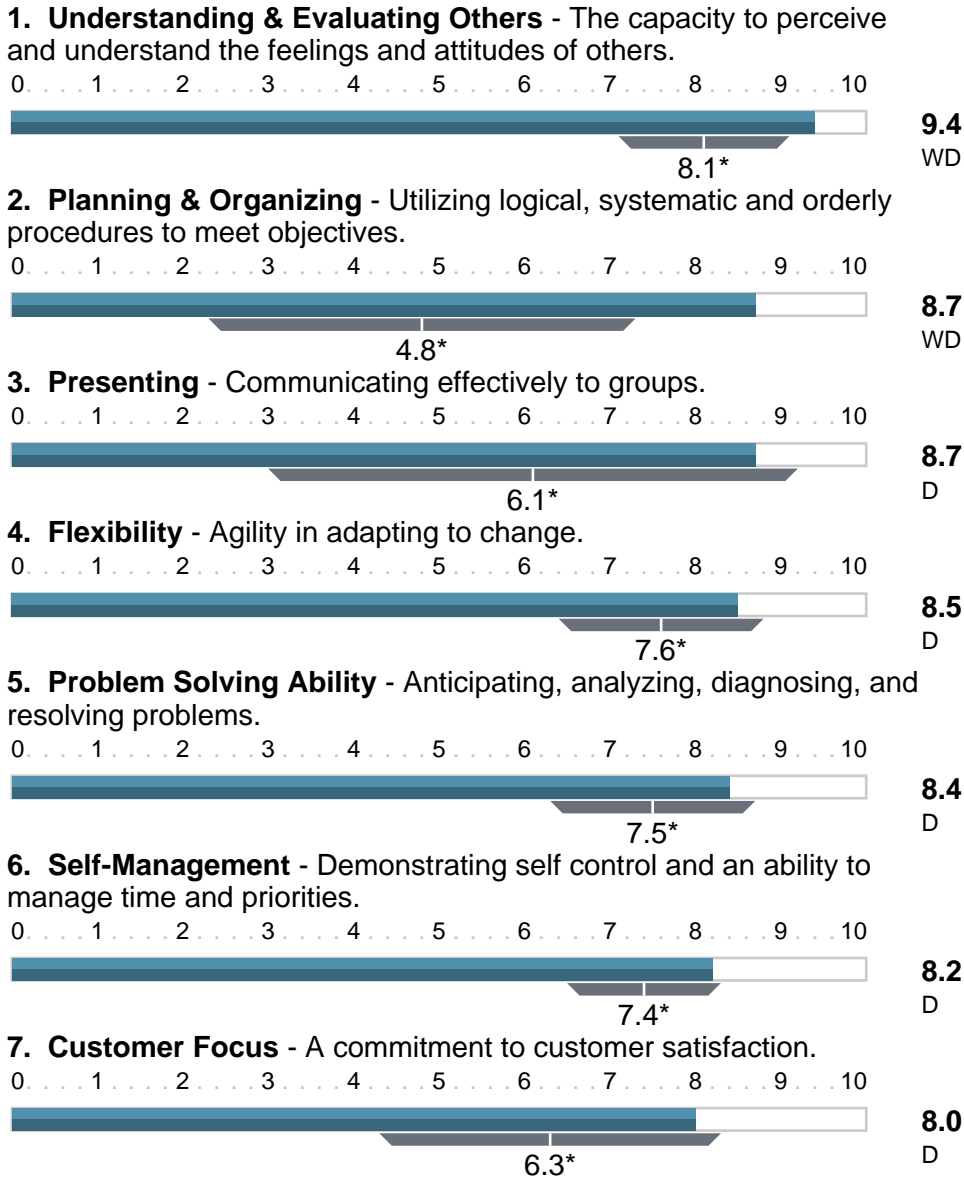 1. Understanding & Evaluating Others - The capacity to perceive
and understand the feelings and attitudes of others.
0. . . . 1 . . . . 2 . . . . 3 . . . . 4 . . . . 5 . . . . 6 . . . . 7 . . . . 8 . . . . 9 . . . 10
9.4
WD
8.1*
2. Planning & Organizing - Utilizing logical, systematic and orderly
procedures to meet objectives.
0. . . . 1 . . . . 2 . . . . 3 . . . . 4 . . . . 5 . . . . 6 . . . . 7 . . . . 8 . . . . 9 . . . 10
8.7
WD
4.8*
3. Presenting - Communicating effectively to groups.
0. . . . 1 . . . . 2 . . . . 3 . . . . 4 . . . . 5 . . . . 6 . . . . 7 . . . . 8 . . . . 9 . . . 10
8.7
D
6.1*
4. Flexibility - Agility in adapting to change.
0. . . . 1 . . . . 2 . . . . 3 . . . . 4 . . . . 5 . . . . 6 . . . . 7 . . . . 8 . . . . 9 . . . 10
8.5
D
7.6*
5. Problem Solving Ability - Anticipating, analyzing, diagnosing, and
resolving problems.
0. . . . 1 . . . . 2 . . . . 3 . . . . 4 . . . . 5 . . . . 6 . . . . 7 . . . . 8 . . . . 9 . . . 10
8.4
D
7.5*
6. Self-Management - Demonstrating self control and an ability to
manage time and priorities.
0. . . . 1 . . . . 2 . . . . 3 . . . . 4 . . . . 5 . . . . 6 . . . . 7 . . . . 8 . . . . 9 . . . 10
8.2
D
7.4*
7. Customer Focus - A commitment to customer satisfaction.
0. . . . 1 . . . . 2 . . . . 3 . . . . 4 . . . . 5 . . . . 6 . . . . 7 . . . . 8 . . . . 9 . . . 10
8.0
D
6.3*